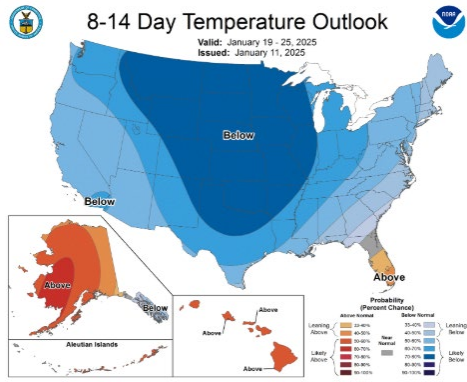 8-14 Day Temperature Outlook
Valid: January 19 - 25, 2025
Issued: January 11, 2025
NOAA
Below
Below
Above
Above
Aleutian Islands
Above
Above
Above
Probability
(Percent Chance)
Above Normal Below Normal
Leaning
Above
33-40%
40-50%
Likely
Above
50-60%
60-70%
70-80%
80-90%
90-100%
Near
Normal
33-40%
40-50%
Leaning
Below
50-60%
60-70%
70-80%
80-90%
90-100%
Likely
Below